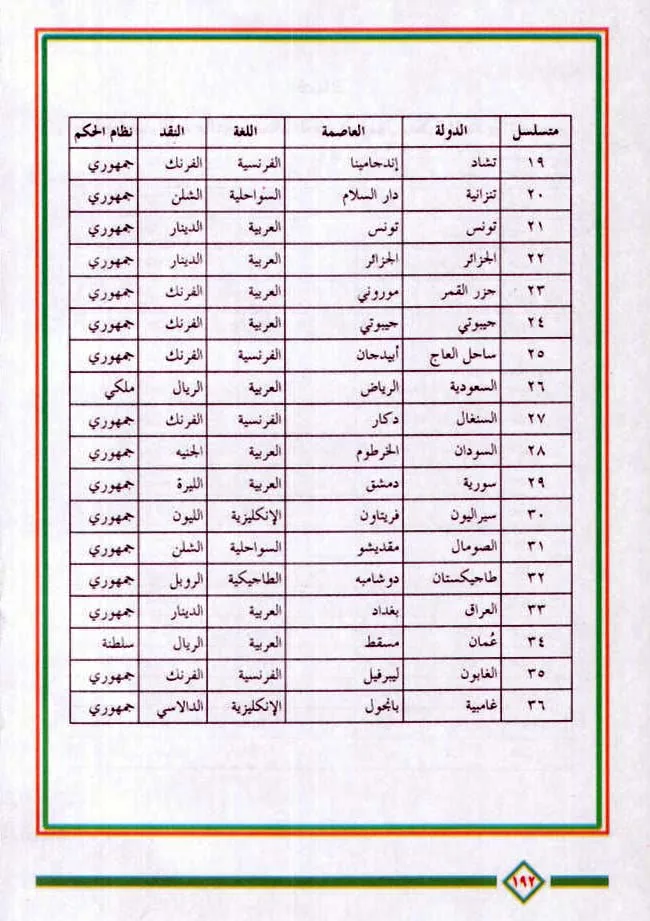 متسلسل الدولة العاصمة اللغة النقد نظام الحكم
١٩ تشاد إندجامينا الفرنسية الفرنك جمهوري
٢٠ تنزانية دار السلام السواحلية الشلن جمهوري
٢١ تونس تونس العربية الدينار جمهوري
٢٢ الجزائر الجزائر العربية الدينار جمهوري
٢٣ جزر القمر موروني العربية الفرنك جمهوري
٢٤ جيبوتي جيبوتي العربية الفرنك جمهوري
٢٥ ساحل العاج أبيدجان الفرنسية الفرنك جمهوري
٢٦ السعودية الرياض العربية الريال ملكي
٢٧ السنغال دكار الفرنسية الفرنك جمهوري
٢٨ السودان الخرطوم العربية الجنيه جمهوري
٢٩ سورية دمشق العربية الليرة جمهوري
٣٠ سيراليون فريتاون الإنكليزية الليون جمهوري
٣١ الصومال مقديشو السواحلية الشلن جمهوري
٣٢ طاجيكستان دوشامبه الطاجيكية الروبل جمهوري
٣٣ العراق بغداد العربية الدينار جمهوري
٣٤ عُمان مسقط العربية الريال سلطنة
٣٥ الغابون ليبرفيل الفرنسية الفرنك جمهوري
٣٦ غامبية بانجول الإنكليزية الدالاسي جمهوري
١٩٢